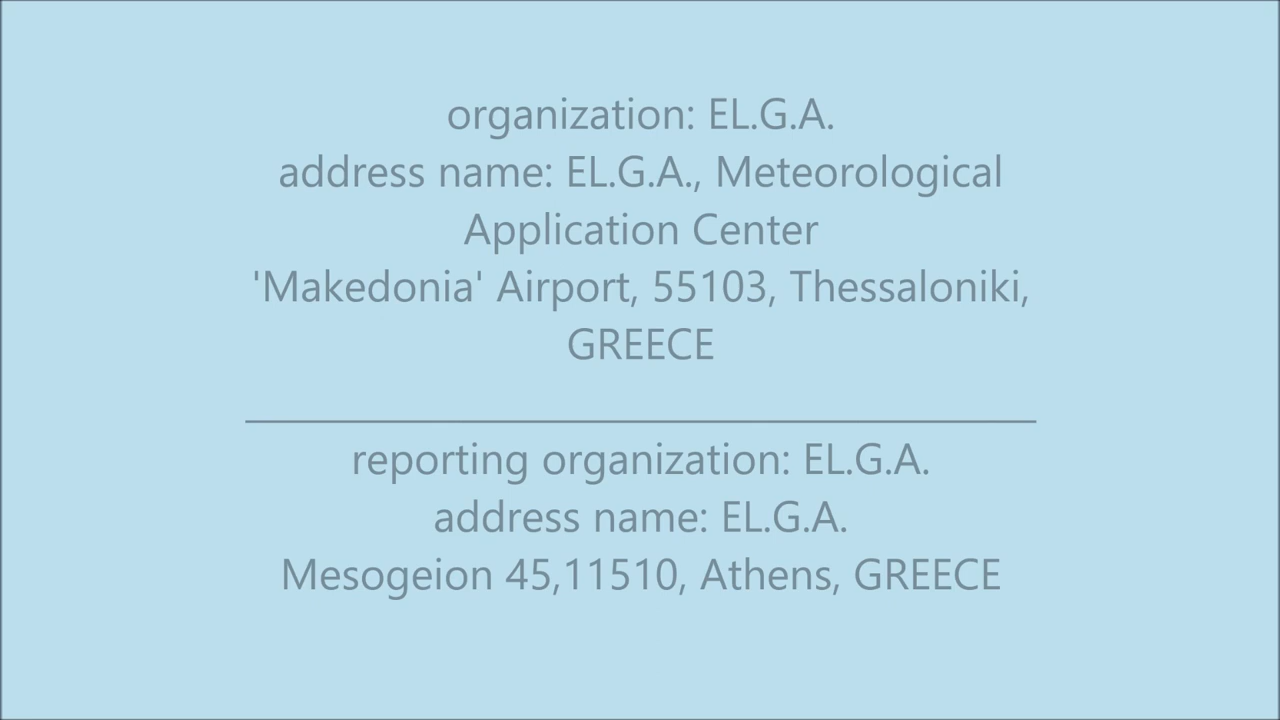 organization: EL.G.A.
address name: EL.G.A., Meteorological
Application Center
'Makedonia' Airport, 55103, Thessaloniki,
GREECE
reporting organization: EL.G.A.
address name: EL.G.A.
Mesogeion 45,11510, Athens, GREECE